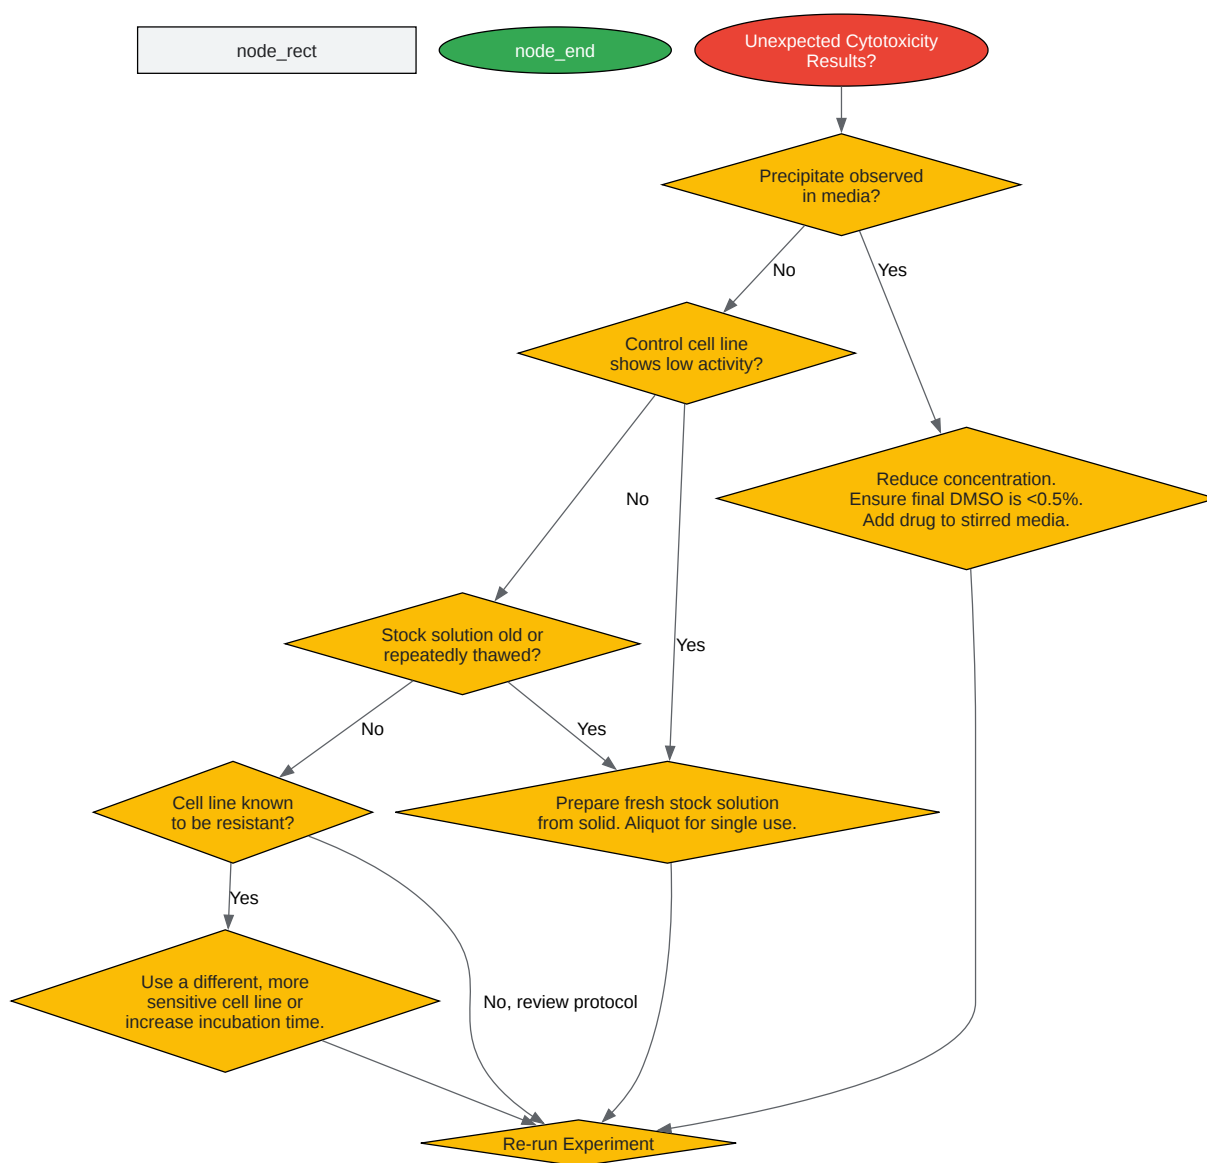 node_rect
node_end
Unexpected Cytotoxicity
Results?
Precipitate observed
in media?
No
Yes
Control cell line
shows low activity?
Reduce concentration.
Ensure final DMSO is <0.5%.
Add drug to stirred media.
No
Yes
Stock solution old or
repeatedly thawed?
No
Yes
Cell line known
to be resistant?
Prepare fresh stock solution
from solid. Aliquot for single use.
Yes
No, review protocol
Use a different, more
sensitive cell line or
increase incubation time.
Re-run Experiment